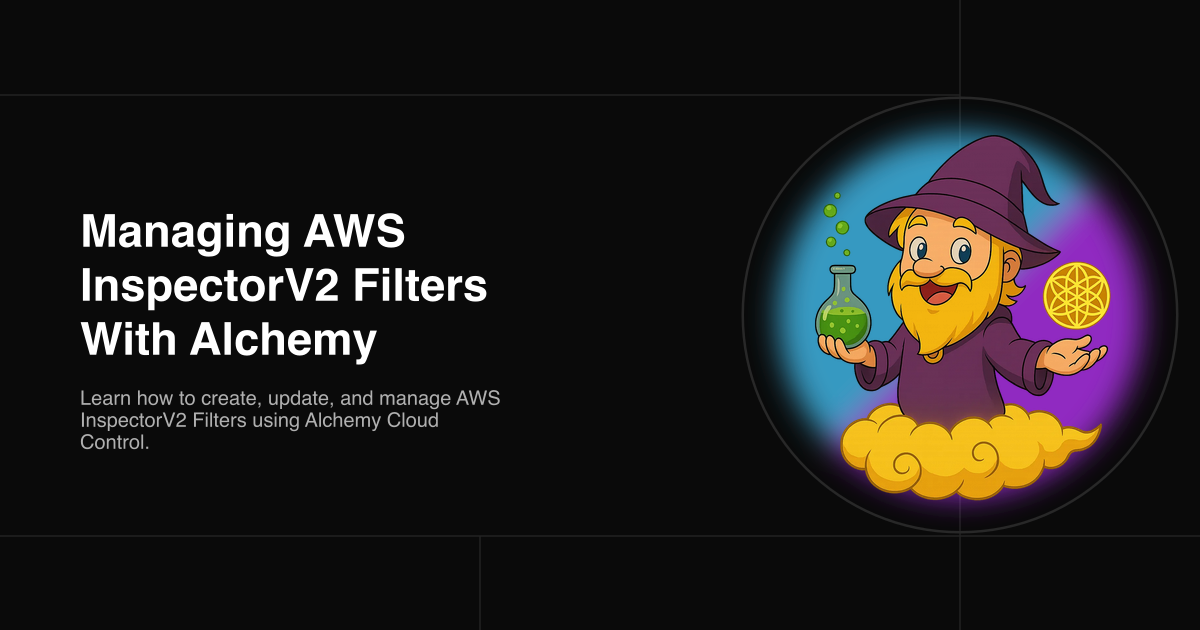 Managing AWS
InspectorV2 Filters
With Alchemy
Learn how to create, update, and manage AWS
InspectorV2 Filters using Alchemy Cloud
Control.